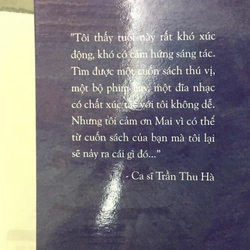 "Tôi thấy tuổi này rất khó xúc
động, khó có cảm hứng sáng tác.
Tìm được một cuốn sách thú vị,
một bộ phim hay, một đĩa nhạc
có chất xúc tác với tôi không dễ.
Nhưng tôi cảm ơn Mai vì có thể
từ cuốn sách của bạn mà tôi lại
sẽ nảy ra cái gì đó..."
- Ca sĩ Trần Thu Hà